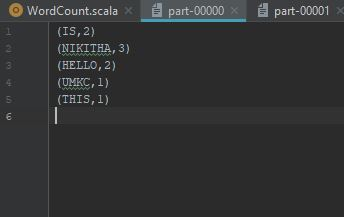 WordCount.scala × part-00000 × part-00001
1 (IS,2)
2 (NIKITHA,3)
3 (HELLO,2)
4 (UMKC,1)
5 (THIS,1)
6